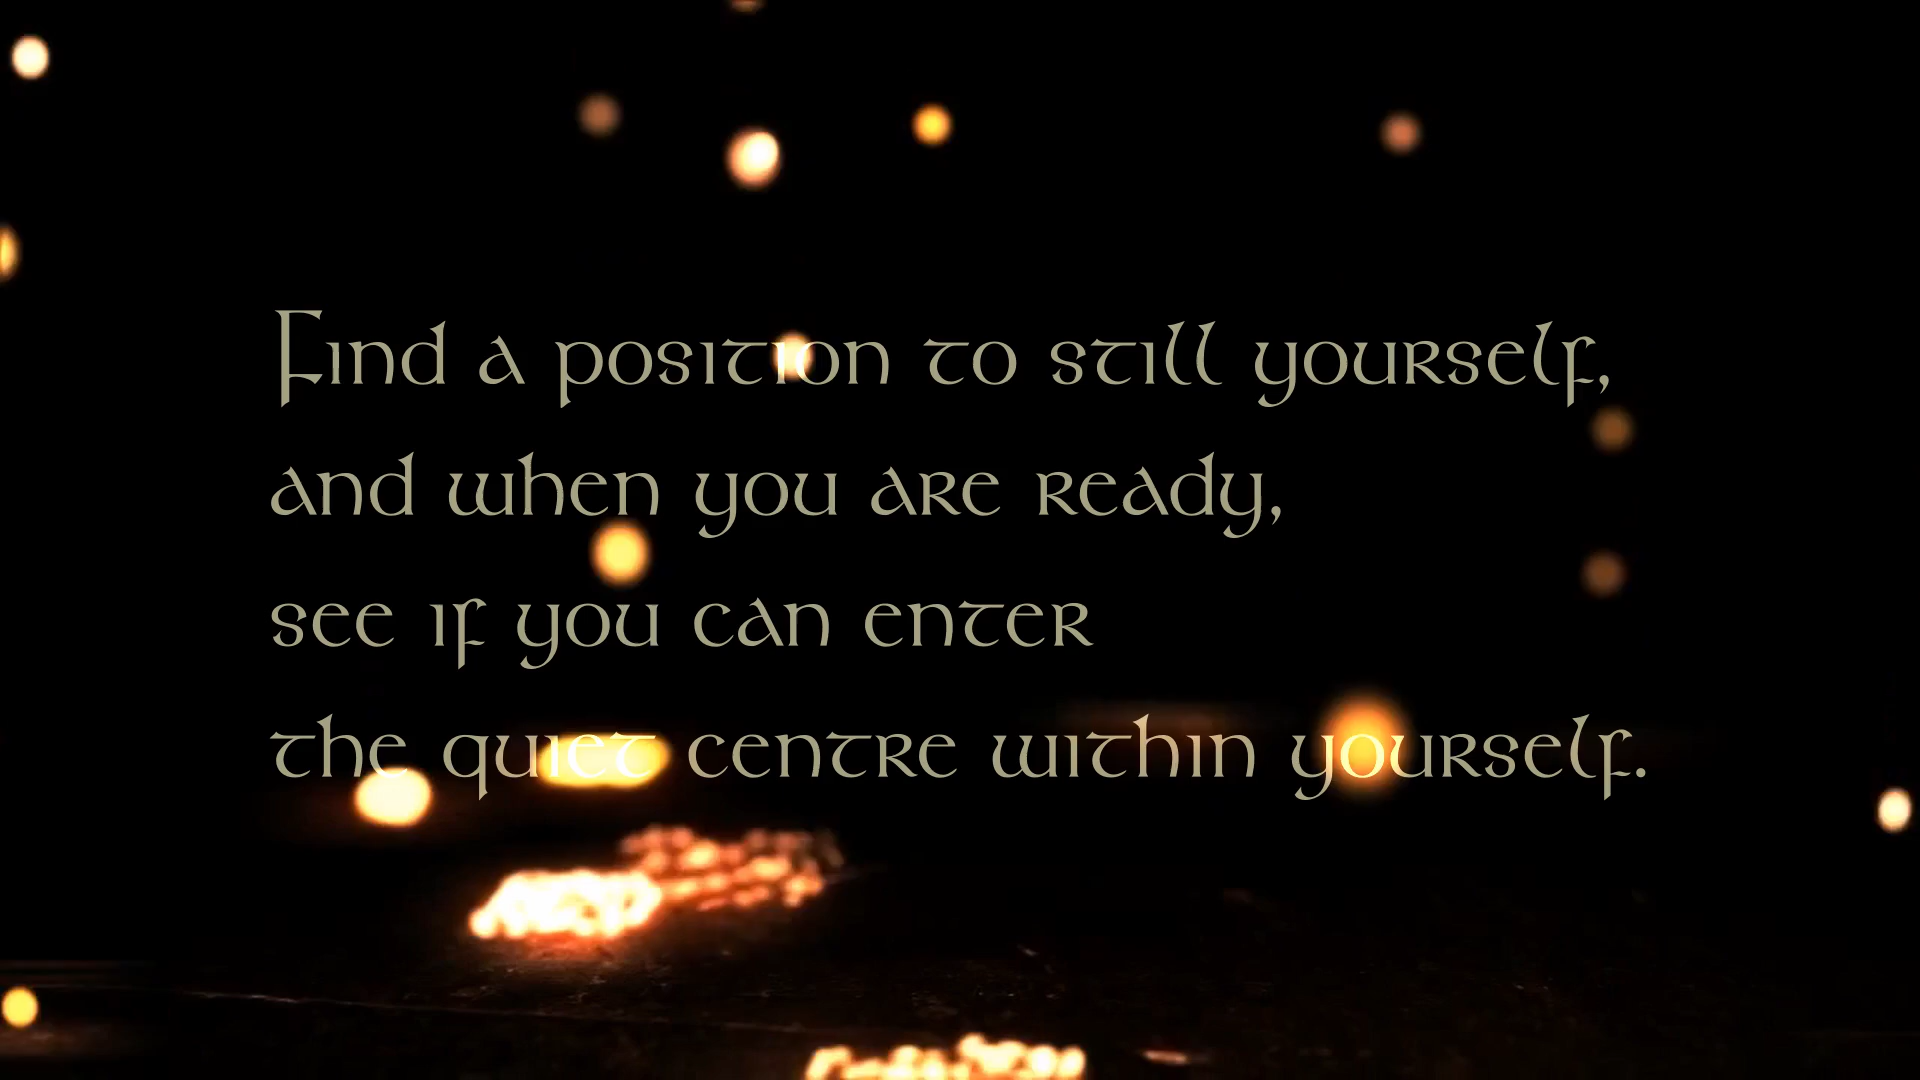 Find a position to still yourself,
and when you are ready,
see if you can enter
the quiet centre within yourself.